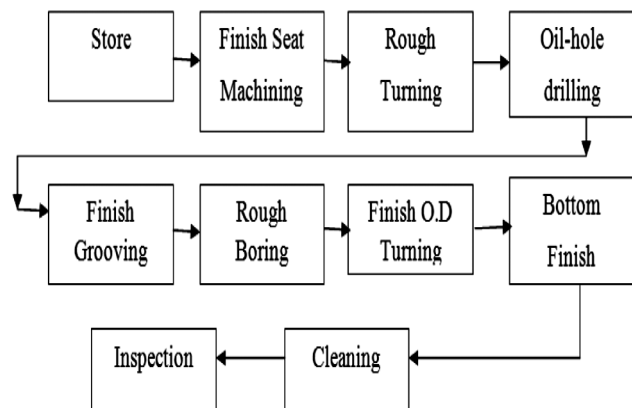 Store
Finish Seat
Machining
Rough
Turning
Oil-hole
drilling
Finish
Grooving
Rough
Boring
Finish O.D
Turning
Bottom
Finish
Inspection
Cleaning